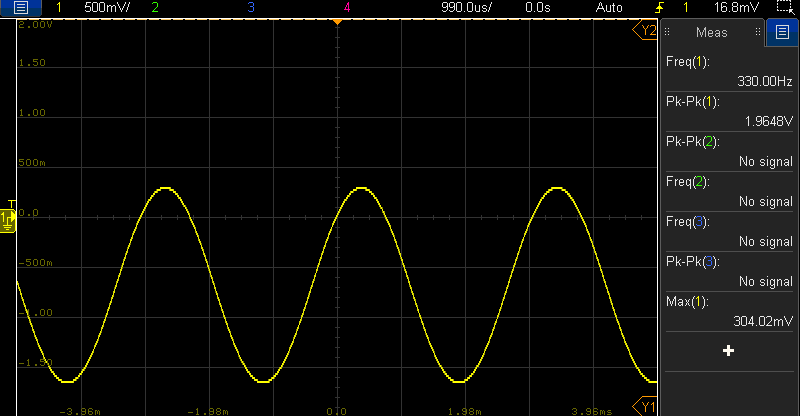 1 500mV/ 2 3 4 990.0us/ 0.0s Auto 1 16.8mV
2.00V
Y2
Meas
1.50
Freq(1):
330.00Hz
1.00
Pk-Pk(1):
1.9648V
Pk-Pk(2):
500m
No signal
Freq(2):
T
No signal
0.0
1
Freq(3):
No signal
-500m
Pk-Pk(3):
No signal
-1.00
Max(1):
304.02mV
-1.50
Y1
-3.96m -1.98m 0.0 1.98m 3.96ms